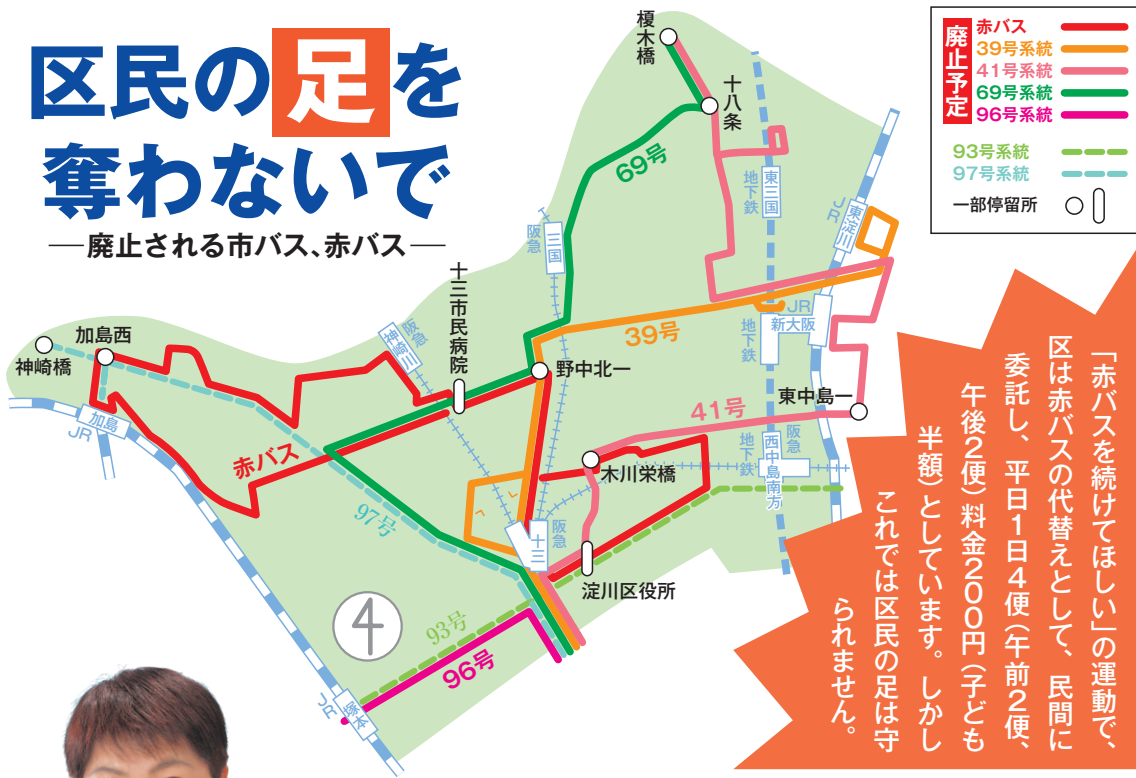 区民の足を
奪わないで
―廃止される市バス、赤バス―
廃止予定
赤バス
39号系統
41号系統
69号系統
96号系統
93号系統
97号系統
一部停留所
榎木橋
十八条
69号
地下鉄
東三国
JR
東淀川
阪急
三国
十三市民病院
阪急
神崎川
39号
JR
新大阪
地下鉄
加島西
神崎橋
野中北一
加島
JR
赤バス
41号
東中島一
木川栄橋
阪急
地下鉄
西中島南方
97号
十三
阪急
淀川区役所
4
93号
96号
JR
塚本
「赤バスを続けてほしい」の運動で、
区は赤バスの代替えとして、民間に
委託し、平日1日4便(午前2便、
午後2便)料金200円(子ども
半額)としています。しかし
これでは区民の足は守
られません。